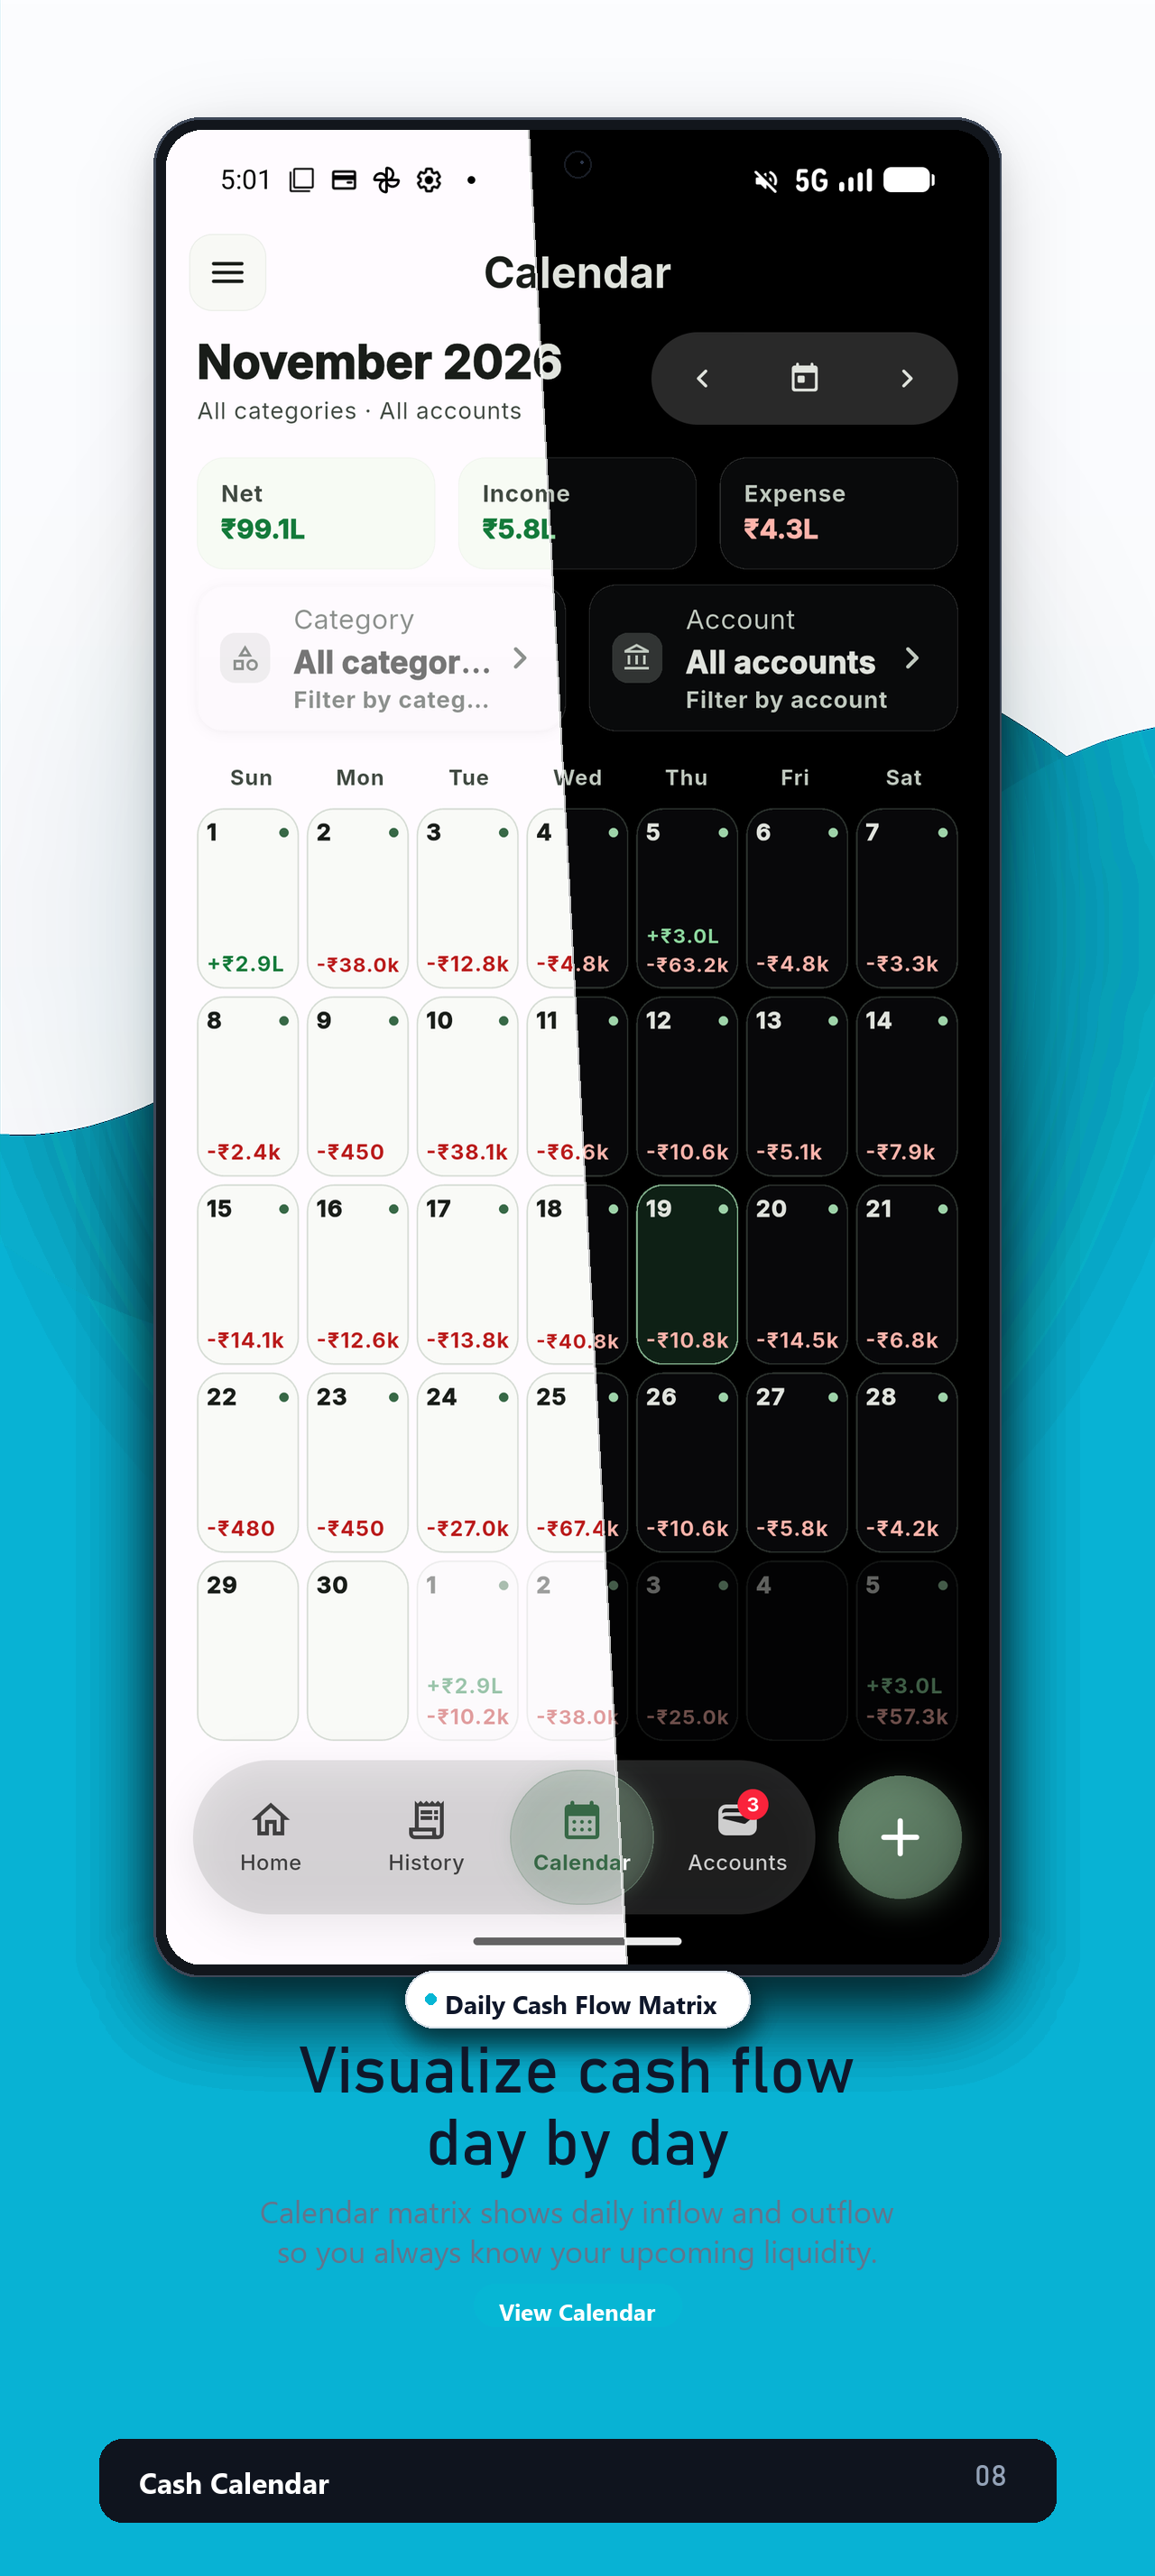 5:01 5G
Calendar
November 2026
All categories · All accounts
Net Income Expense
₹99.1L ₹5.8L ₹4.3L
Category Account
All categor... All accounts
Filter by categ... Filter by account
Sun Mon Tue Wed Thu Fri Sat
1 2 3 4 5 6 7
+₹3.0L
+₹2.9L -₹38.0k -₹12.8k -₹4.8k -₹63.2k -₹4.8k -₹3.3k
8 9 10 11 12 13 14
-₹2.4k -₹450 -₹38.1k -₹6.6k -₹10.6k -₹5.1k -₹7.9k
15 16 17 18 19 20 21
-₹14.1k -₹12.6k -₹13.8k -₹40.8k -₹10.8k -₹14.5k -₹6.8k
22 23 24 25 26 27 28
-₹480 -₹450 -₹27.0k -₹67.4k -₹10.6k -₹5.8k -₹4.2k
29 30 1 2 3 4 5
+₹2.9L +₹3.0L
-₹10.2k -₹38.0k -₹25.0k -₹57.3k
3
Home History Calendar Accounts
Daily Cash Flow Matrix
Visualize cash flow
day by day
Calendar matrix shows daily inflow and outflow
so you always know your upcoming liquidity.
View Calendar
Cash Calendar 08